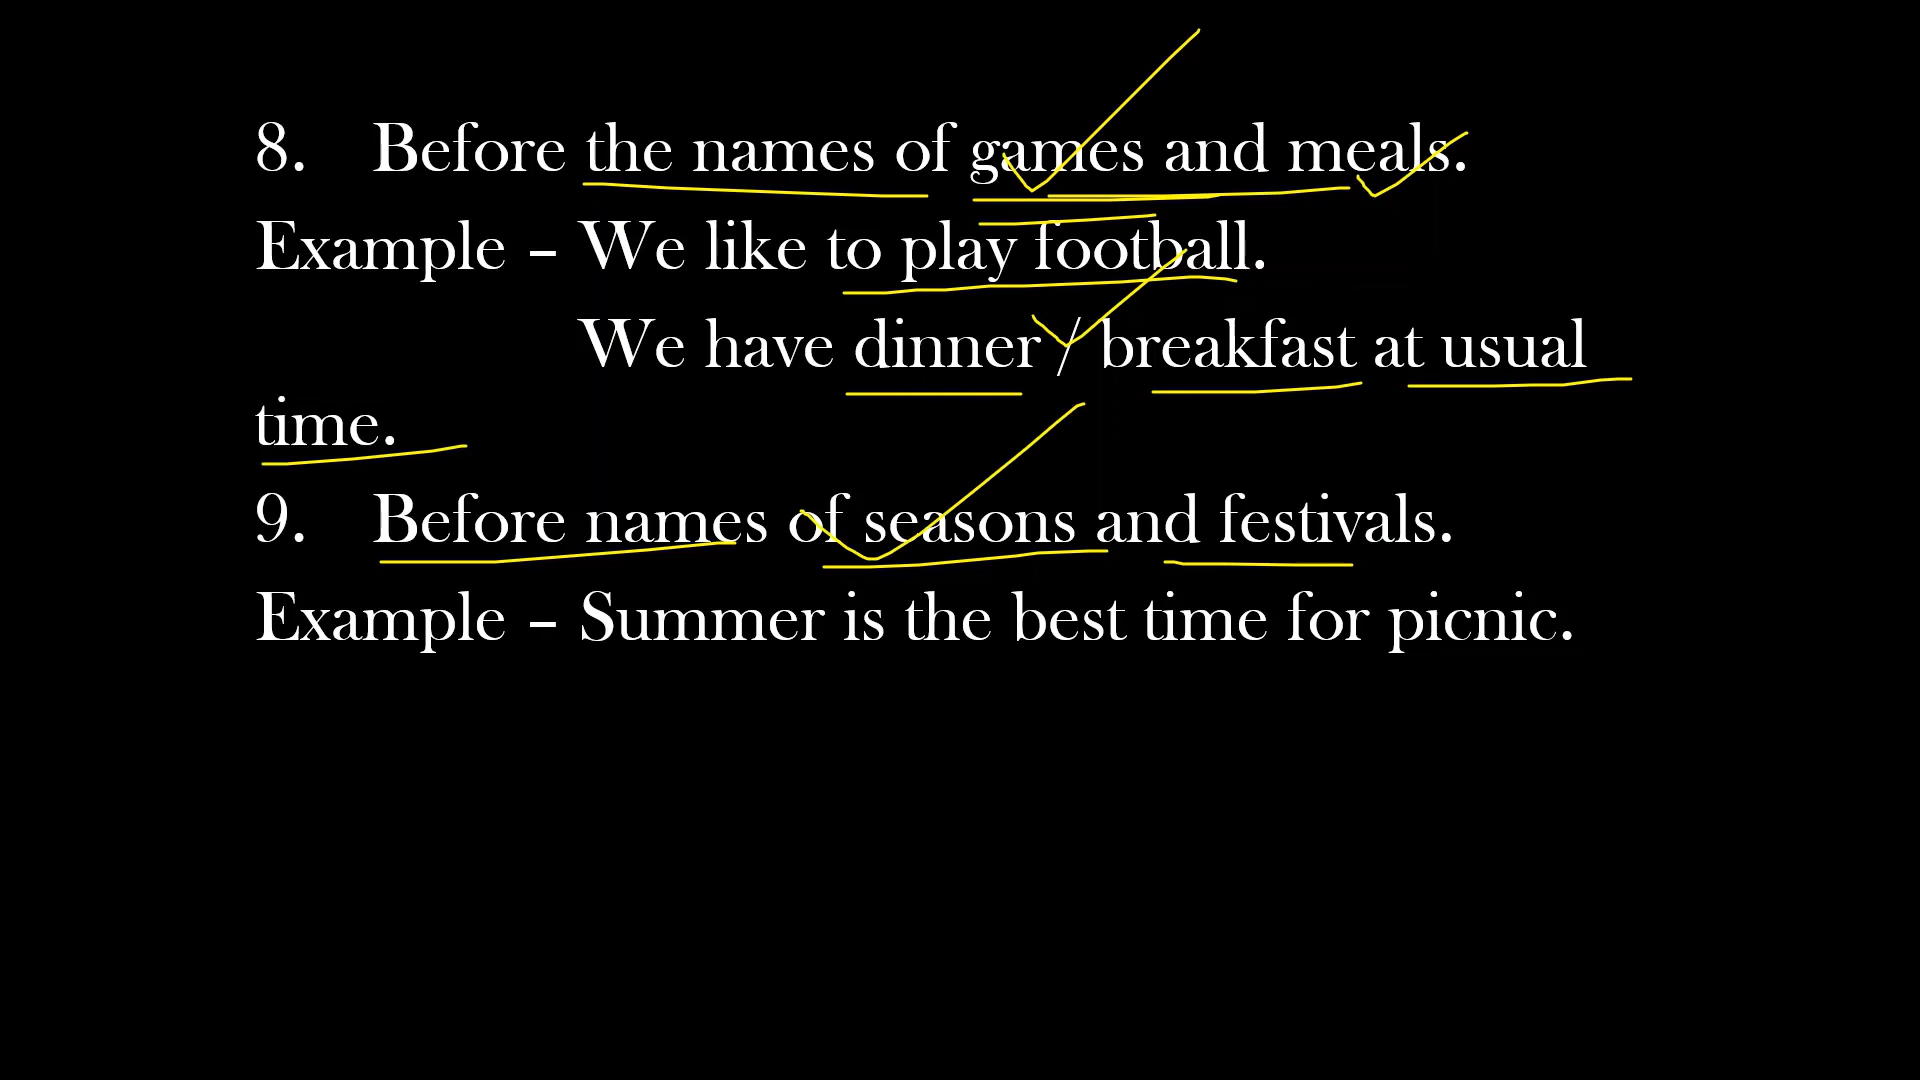 8. Before the names of games and meals.
Example – We like to play football.
We have dinner / breakfast at usual
time.
9. Before names of seasons and festivals.
Example – Summer is the best time for picnic.